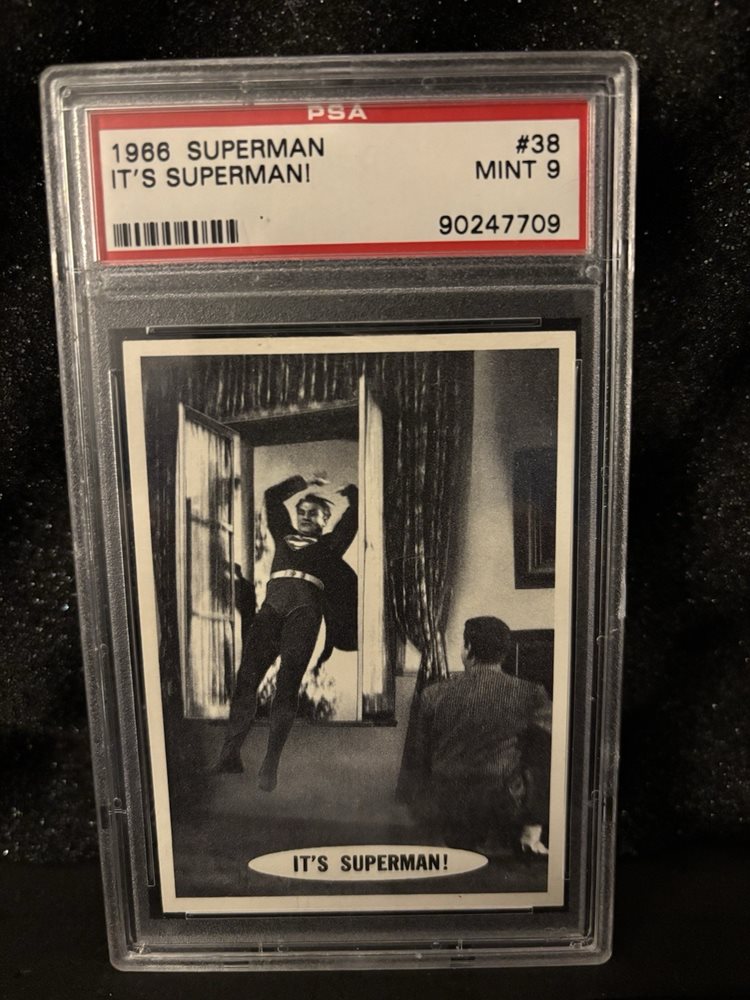 PSA
1966 SUPERMAN #38
IT'S SUPERMAN! MINT 9
90247709
IT'S SUPERMAN!